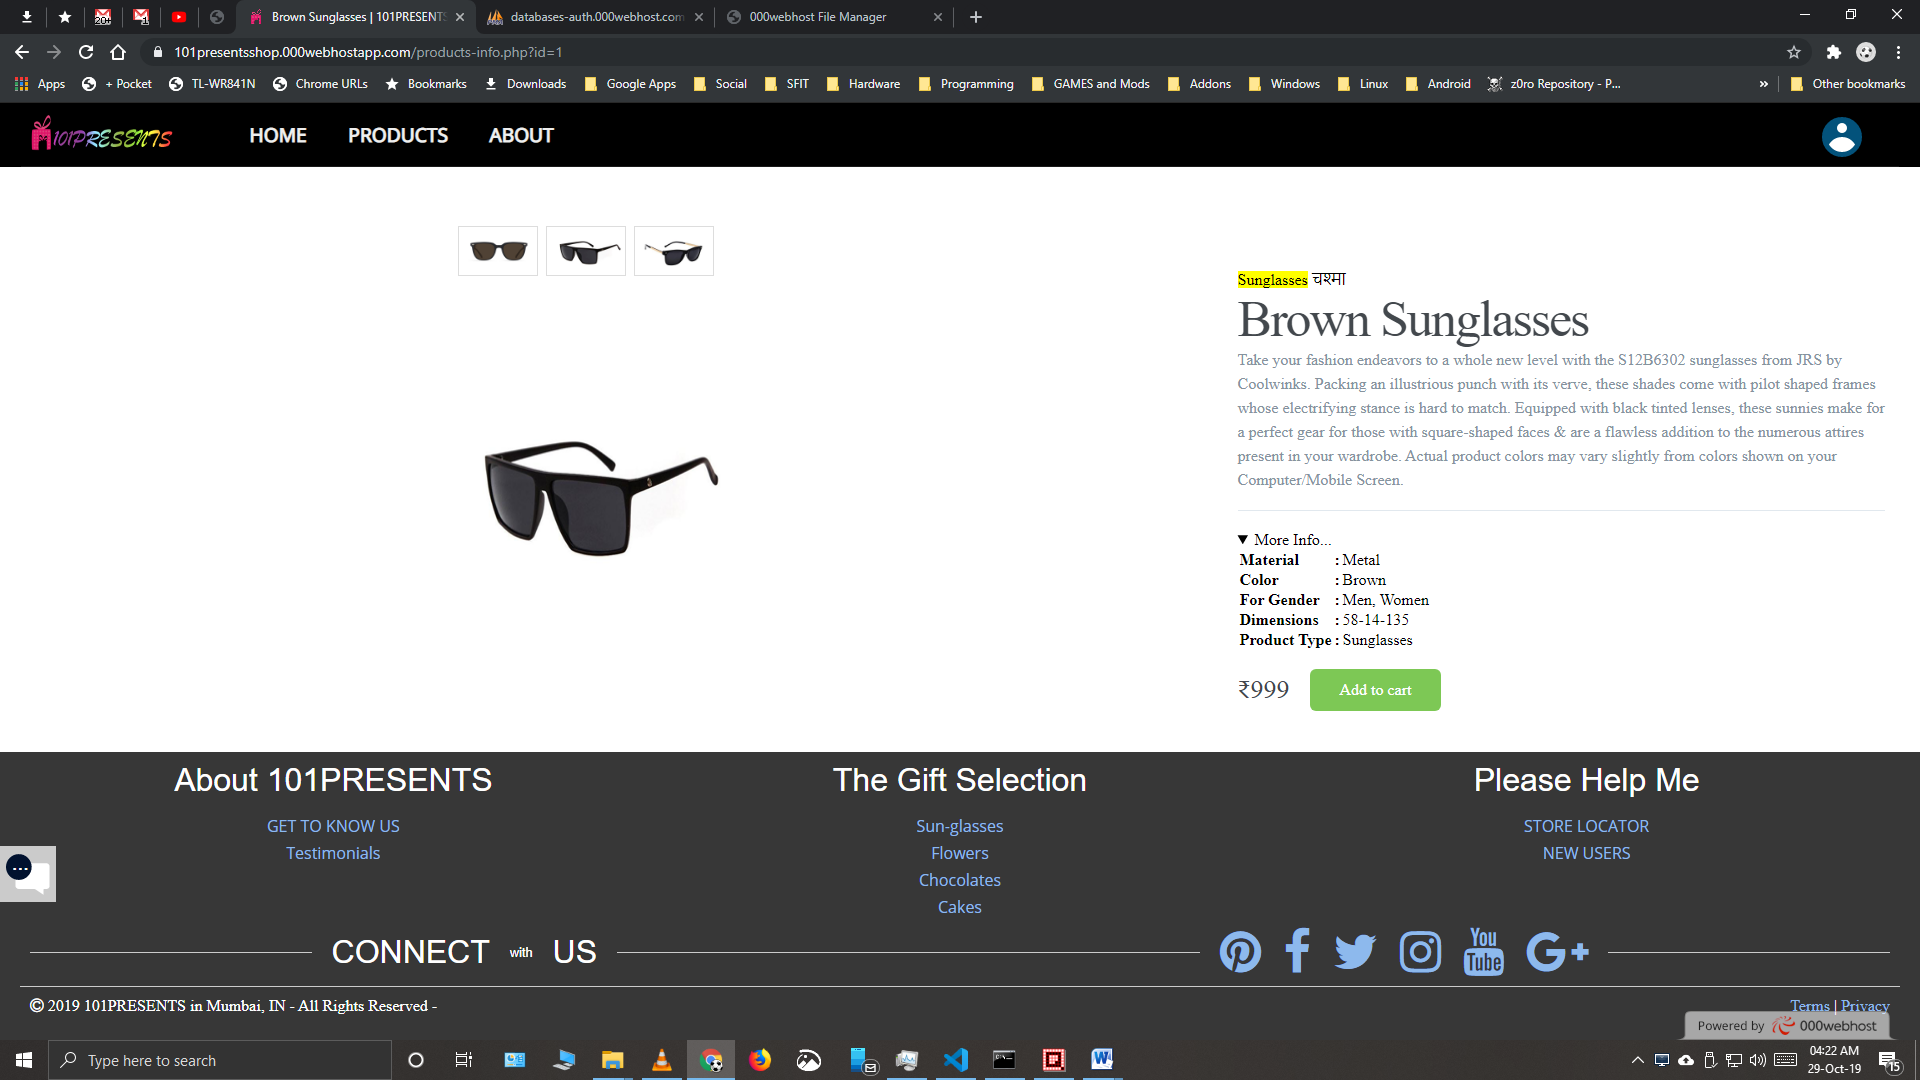 20+
1
Brown Sunglasses | 101PRESENTS
databases-auth.000webhost.com
000webhost File Manager
101presentsshop.000webhostapp.com/products-info.php?id=1
Apps
+ Pocket
TL-WR841N
Chrome URLs
Bookmarks
Downloads
Google Apps
Social
SFIT
Hardware
Programming
GAMES and Mods
Addons
Windows
Linux
Android
z0ro Repository - P...
»
Other bookmarks
101PRESENTS
HOME
PRODUCTS
ABOUT
Sunglasses चश्मा
Brown Sunglasses
Take your fashion endeavors to a whole new level with the S12B6302 sunglasses from JRS by
Coolwinks. Packing an illustrious punch with its verve, these shades come with pilot shaped frames
whose electrifying stance is hard to match. Equipped with black tinted lenses, these sunnies make for
a perfect gear for those with square-shaped faces & are a flawless addition to the numerous attires
present in your wardrobe. Actual product colors may vary slightly from colors shown on your
Computer/Mobile Screen.
▼ More Info...
Material : Metal
Color : Brown
For Gender : Men, Women
Dimensions : 58-14-135
Product Type : Sunglasses
₹999
Add to cart
About 101PRESENTS
GET TO KNOW US
Testimonials
The Gift Selection
Sun-glasses
Flowers
Chocolates
Cakes
Please Help Me
STORE LOCATOR
NEW USERS
CONNECT with US
You Tube
G+
© 2019 101PRESENTS in Mumbai, IN - All Rights Reserved -
Terms | Privacy
Powered by 000webhost
Type here to search
04:22 AM
29-Oct-19
15